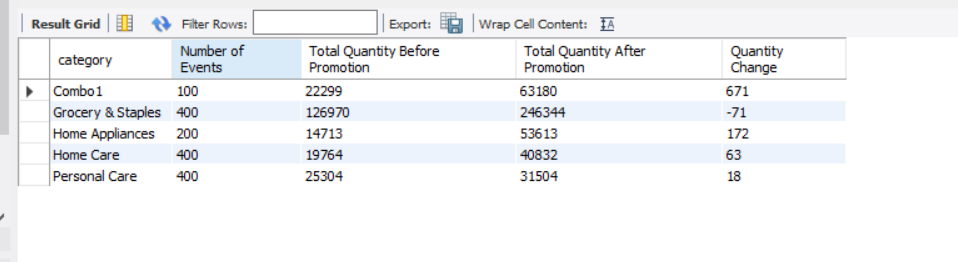 Result Grid Filter Rows: Export: Wrap Cell Content: IA
category Number of Events Total Quantity Before Promotion Total Quantity After Promotion Quantity Change
Combo1 100 22299 63180 671
Grocery & Staples 400 126970 246344 -71
Home Appliances 200 14713 53613 172
Home Care 400 19764 40832 63
Personal Care 400 25304 31504 18